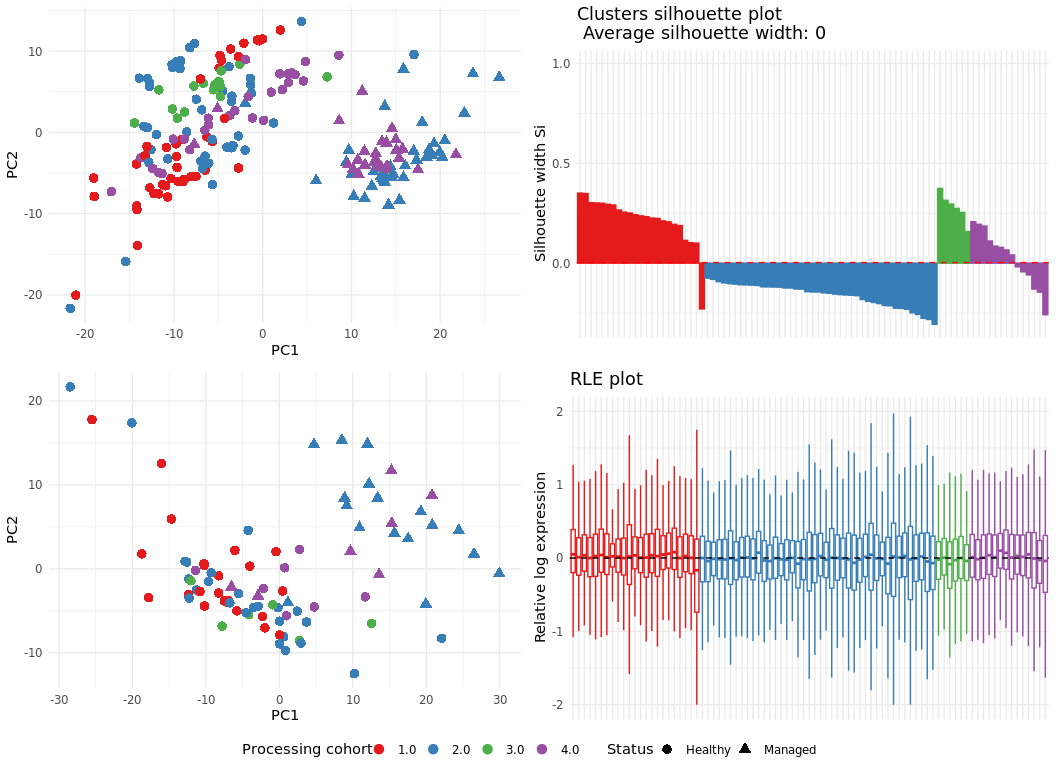 Clusters silhouette plot
Average silhouette width: 0
10
0
-10
-20
PC2
-20
-10
0
10
20
PC1
1.0
0.5
0.0
Silhouette width Si
20
10
0
-10
PC2
-30
-20
-10
0
10
20
30
PC1
RLE plot
2
1
0
-1
-2
Relative log expression
Processing cohort 1.0 2.0 3.0 4.0 Status Healthy Managed